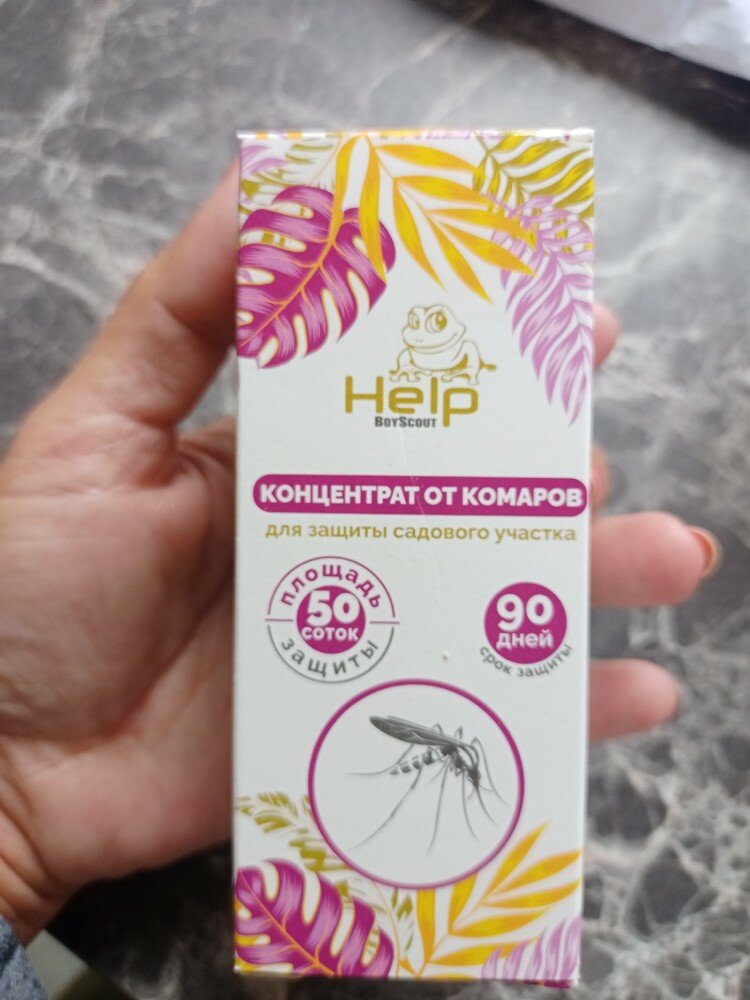 Help
BOYSCOUT
КОНЦЕНТРАТ ОТ КОМАРОВ
для защиты садового участка
ПЛОЩАДЬ
50
СОТОК
ЗАЩИТЫ
90
дней
срок защиты